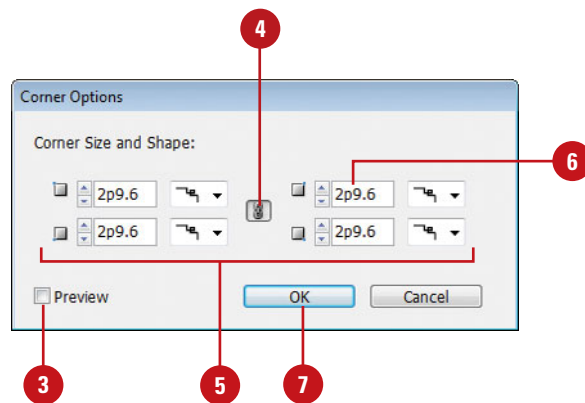 4
Corner Options
Corner Size and Shape:
2p9.6 2p9.6
6
2p9.6 2p9.6
Preview OK Cancel
3 5 7